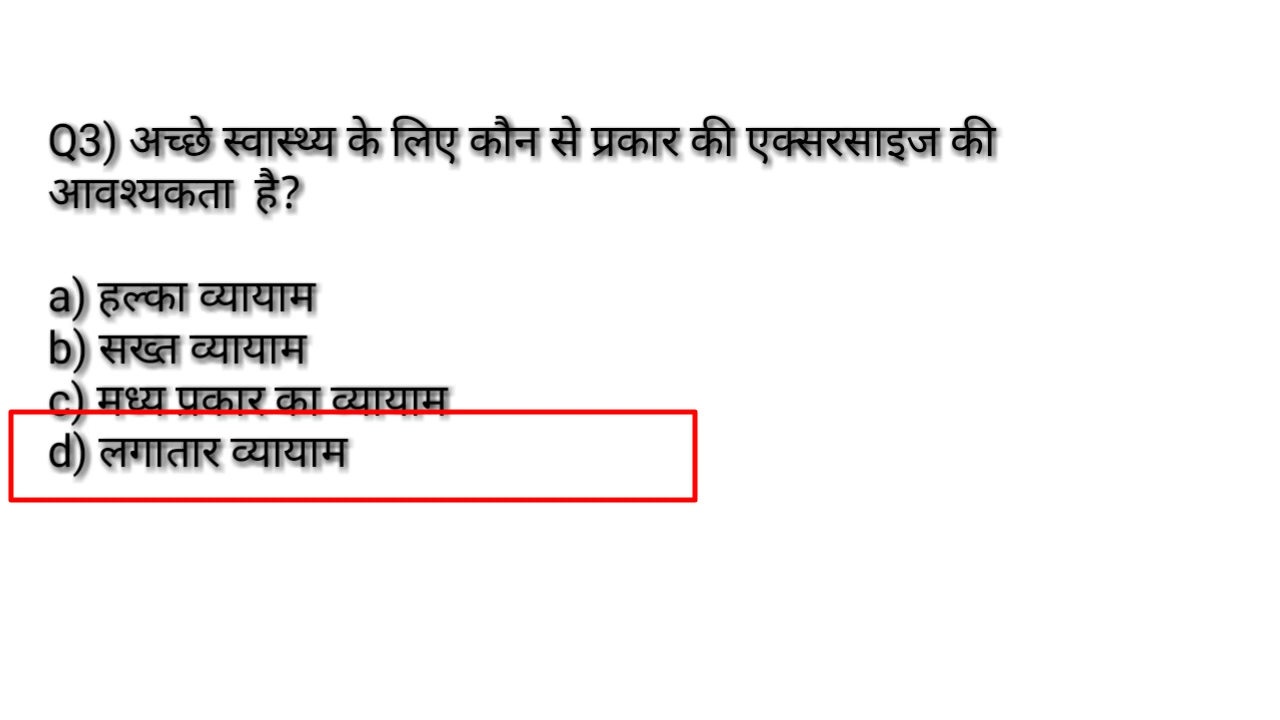 Q3) अच्छे स्वास्थ्य के लिए कौन से प्रकार की एक्सरसाइज की
आवश्यकता है?
a) हल्का व्यायाम
b) सख्त व्यायाम
c) मध्य प्रकार का व्यायाम
d) लगातार व्यायाम